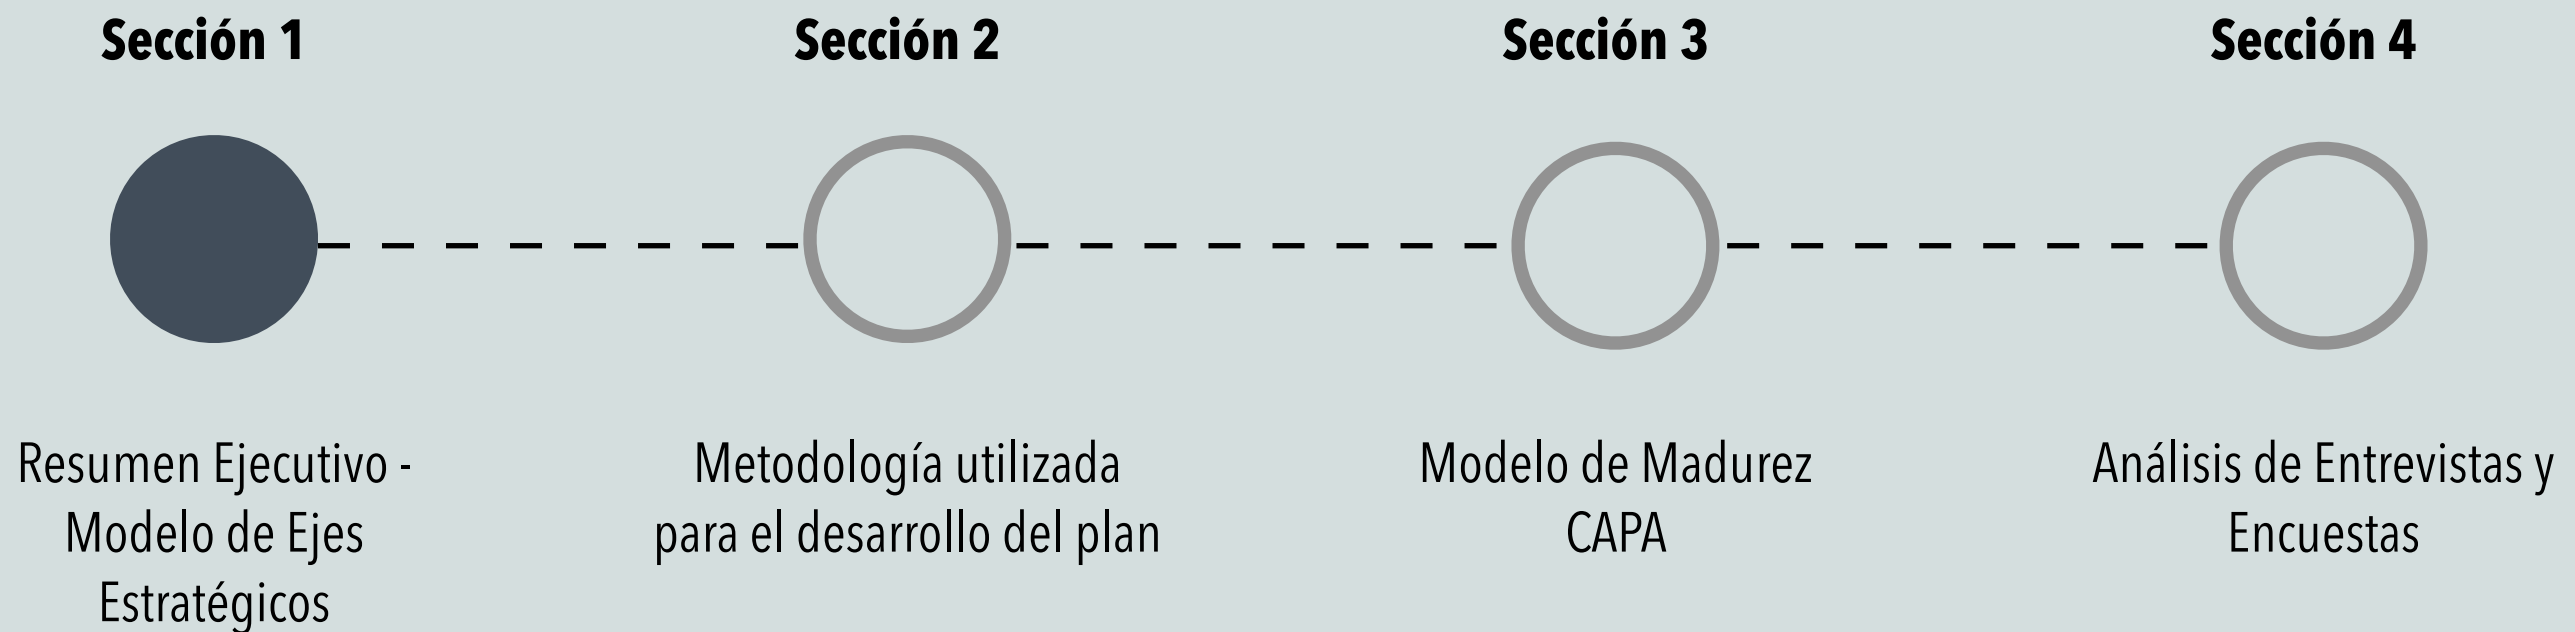 Sección 1
Sección 2
Sección 3
Sección 4
Resumen Ejecutivo -
Modelo de Ejes
Estratégicos
Metodología utilizada
para el desarrollo del plan
Modelo de Madurez
CAPA
Análisis de Entrevistas y
Encuestas